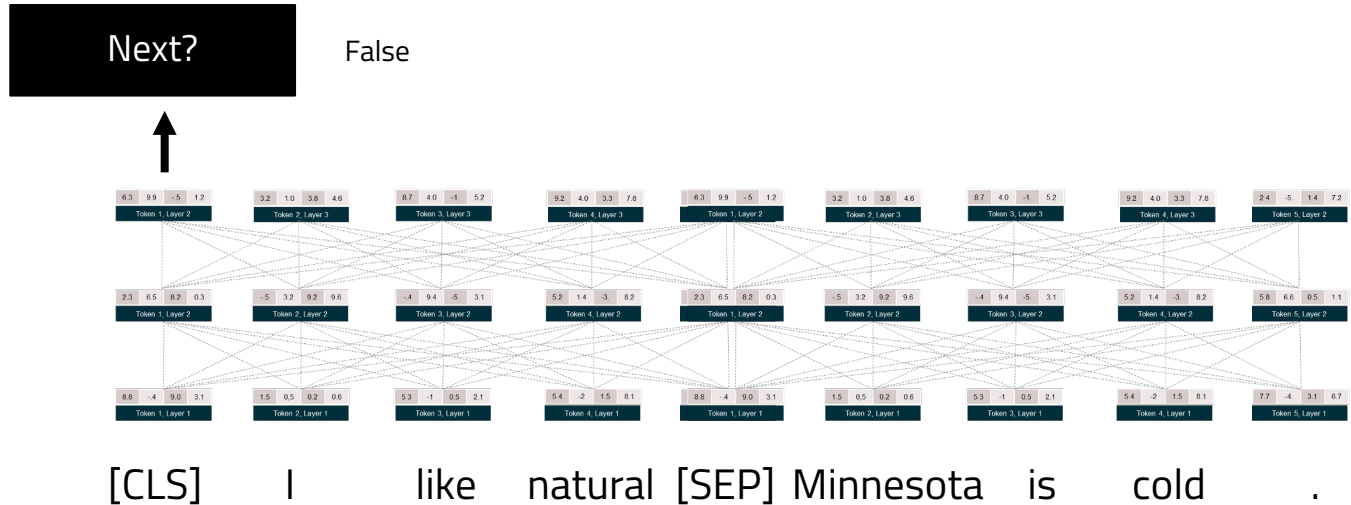 Next? False
6.3 9.9 -.5 1.2 3.2 1.0 3.8 4.6 8.7 4.0 -1. 5.2 9.2 4.0 3.3 7.8 6.3 9.9 -.5 1.2 3.2 1.0 3.8 4.6 8.7 4.0 -1. 5.2 9.2 4.0 3.3 7.8 2.4 -5. 1.4 7.2
Token 1, Layer 2 Token 2, Layer 3 Token 3, Layer 3 Token 4, Layer 3 Token 1, Layer 2 Token 2, Layer 3 Token 3, Layer 3 Token 4, Layer 3 Token 5, Layer 2
2.3 6.5 8.2 0.3 -.5 3.2 9.2 9.6 -.4 9.4 -5. 3.1 5.2 1.4 -3. 8.2 2.3 6.5 8.2 0.3 -.5 3.2 9.2 9.6 -.4 9.4 -5. 3.1 5.2 1.4 -3. 8.2 5.8 6.6 0.5 1.1
Token 1, Layer 2 Token 2, Layer 2 Token 3, Layer 2 Token 4, Layer 2 Token 1, Layer 2 Token 2, Layer 2 Token 3, Layer 2 Token 4, Layer 2 Token 5, Layer 2
8.8 -.4 9.0 3.1 1.5 0,5 0.2 0.6 5.3 -1 0.5 2.1 5.4 -2 1.5 8.1 8.8 -.4 9.0 3.1 1.5 0,5 0.2 0.6 5.3 -1 0.5 2.1 5.4 -2 1.5 8.1 7.7 -4. 3.1 6.7
Token 1, Layer 1 Token 2, Layer 1 Token 3, Layer 1 Token 4, Layer 1 Token 1, Layer 1 Token 2, Layer 1 Token 3, Layer 1 Token 4, Layer 1 Token 5, Layer 1
[CLS] I like natural [SEP] Minnesota is cold .